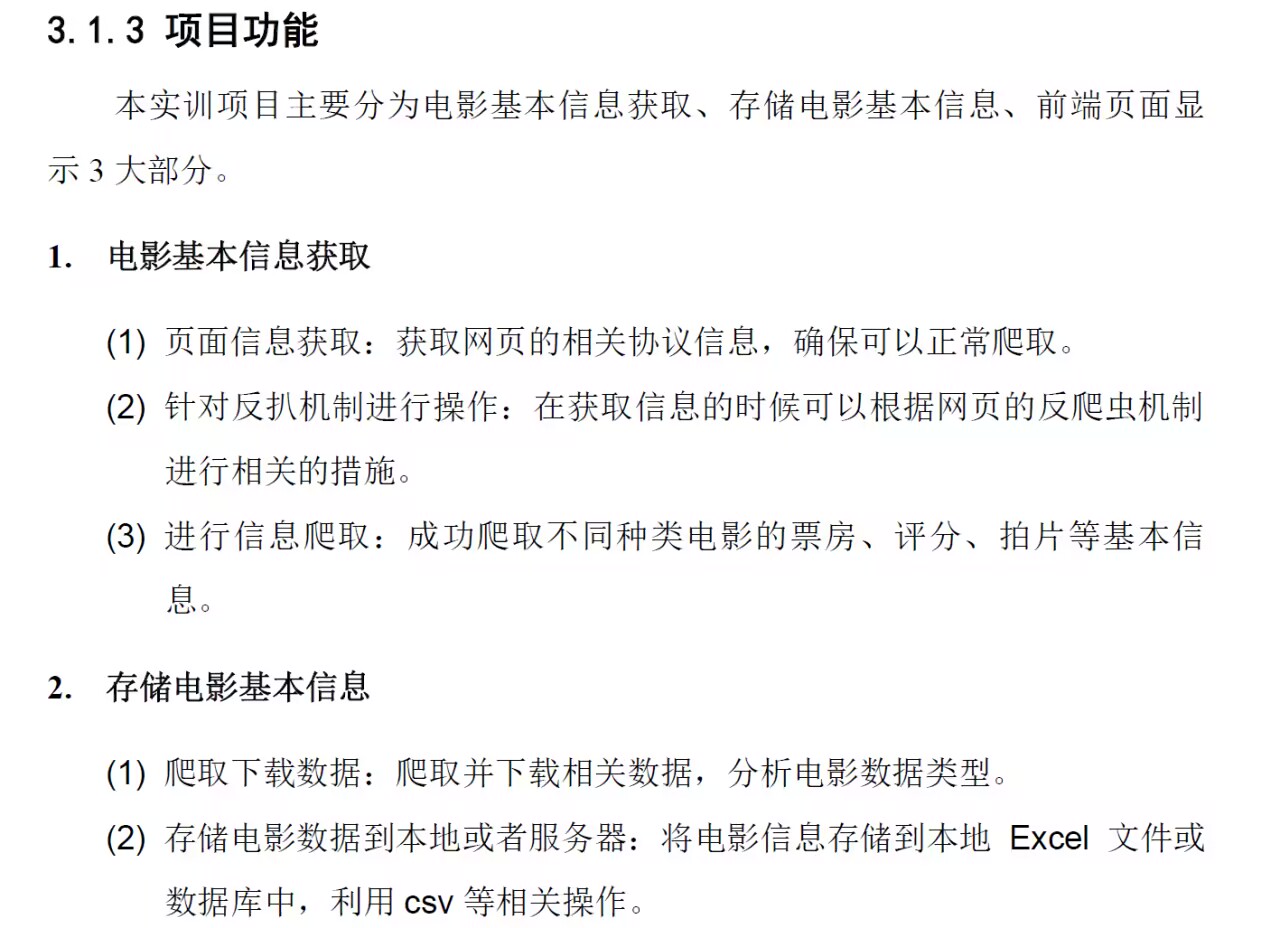 3.1.3 项目功能
本实训项目主要分为电影基本信息获取、存储电影基本信息、前端页面显
示 3 大部分。
1. 电影基本信息获取
(1) 页面信息获取：获取网页的相关协议信息，确保可以正常爬取。
(2) 针对反扒机制进行操作：在获取信息的时候可以根据网页的反爬虫机制
进行相关的措施。
(3) 进行信息爬取：成功爬取不同种类电影的票房、评分、拍片等基本信
息。
2. 存储电影基本信息
(1) 爬取下载数据：爬取并下载相关数据，分析电影数据类型。
(2) 存储电影数据到本地或者服务器：将电影信息存储到本地 Excel 文件或
数据库中，利用 csv 等相关操作。